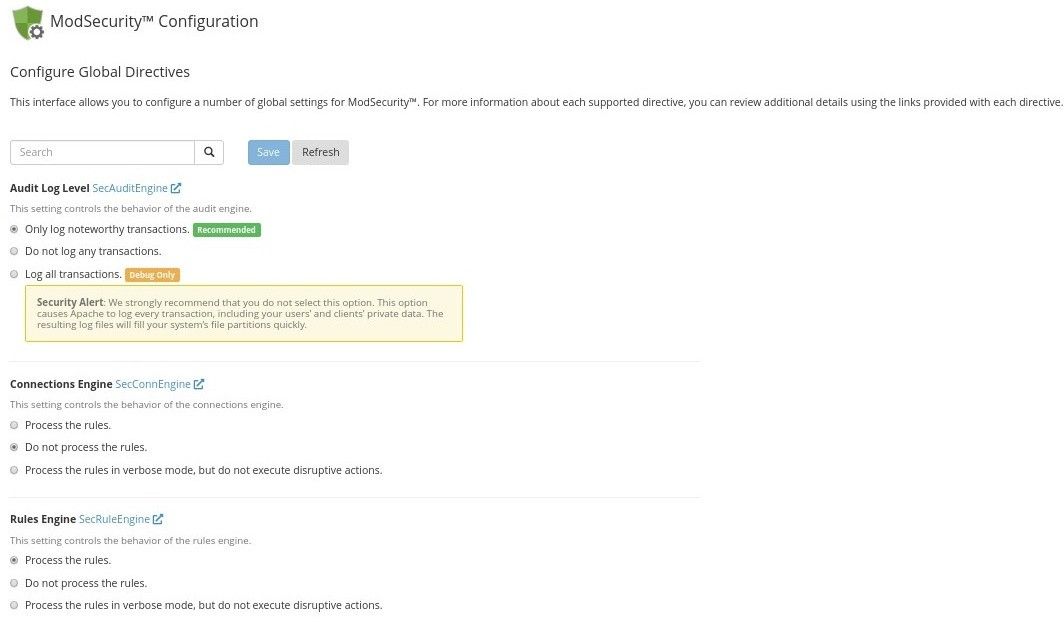 ModSecurity™ Configuration
Configure Global Directives
This interface allows you to configure a number of global settings for ModSecurity™. For more information about each supported directive, you can review additional details using the links provided with each directive.
Search
Save
Refresh
Audit Log Level SecAuditEngine
This setting controls the behavior of the audit engine.
Only log noteworthy transactions. Recommended
Do not log any transactions.
Log all transactions. Debug Only
Security Alert: We strongly recommend that you do not select this option. This option
causes Apache to log every transaction, including your users' and clients' private data. The
resulting log files will fill your system's file partitions quickly.
Connections Engine SecConnEngine
This setting controls the behavior of the connections engine.
Process the rules.
Do not process the rules.
Process the rules in verbose mode, but do not execute disruptive actions.
Rules Engine SecRuleEngine
This setting controls the behavior of the rules engine.
Process the rules.
Do not process the rules.
Process the rules in verbose mode, but do not execute disruptive actions.